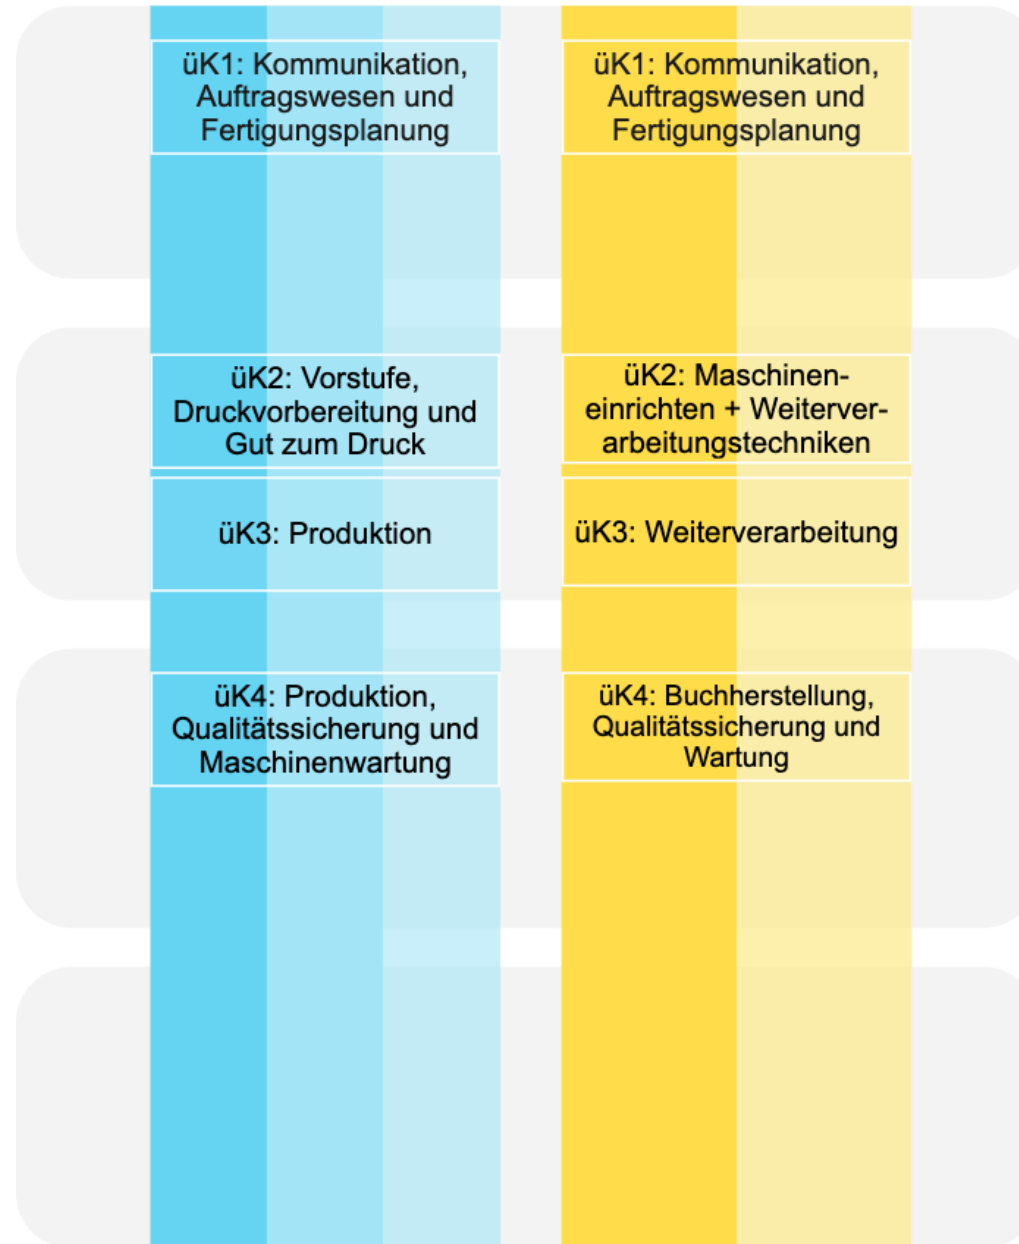 üK1: Kommunikation,
Auftragswesen und
Fertigungsplanung
üK1: Kommunikation,
Auftragswesen und
Fertigungsplanung
üK2: Vorstufe,
Druckvorbereitung und
Gut zum Druck
üK2: Maschinen-
einrichten + Weiterver-
arbeitungstechniken
üK3: Produktion
üK3: Weiterverarbeitung
üK4: Produktion,
Qualitätssicherung und
Maschinenwartung
üK4: Buchherstellung,
Qualitätssicherung und
Wartung